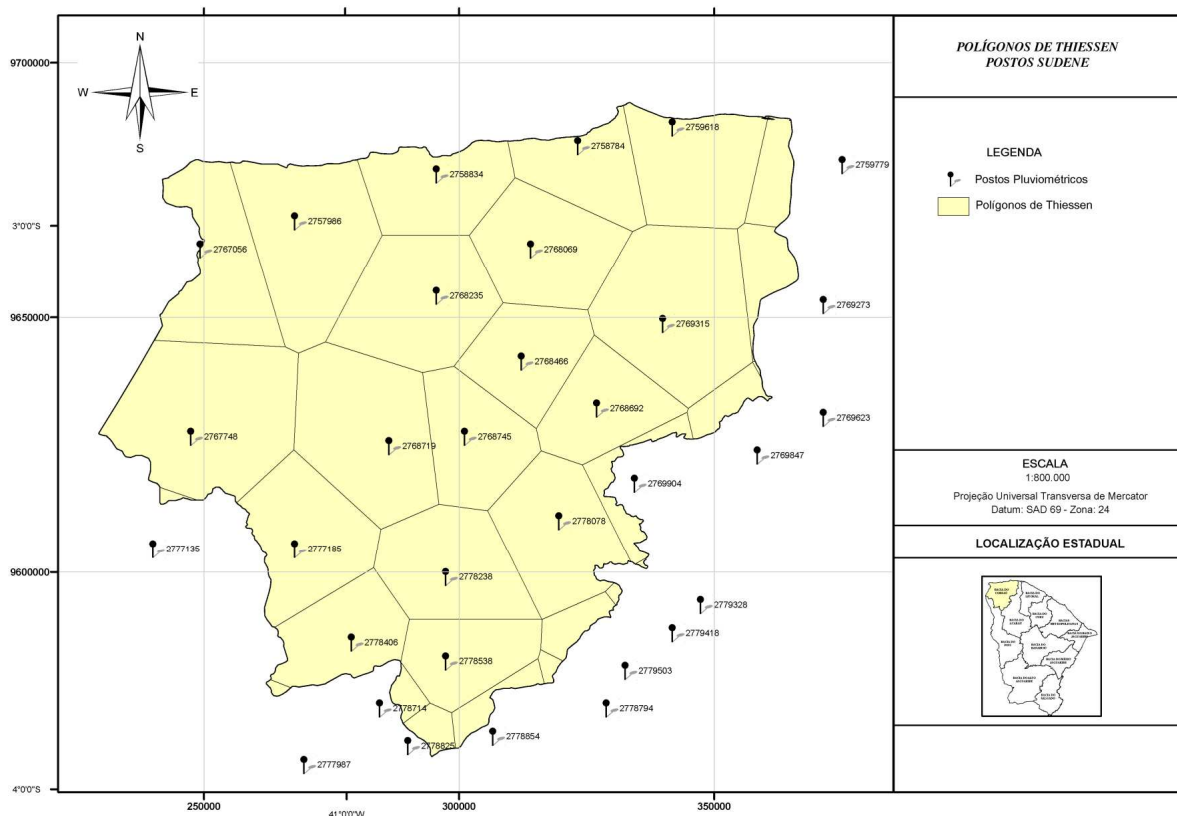 POLÍGONOS DE THIESSEN
POSTOS SUDENE
LEGENDA
Postos Pluviométricos
Polígonos de Thiessen
ESCALA
1:800.000
Projeção Universal Transversa de Mercator
Datum: SAD 69 - Zona: 24
LOCALIZAÇÃO ESTADUAL
N
W
E
S
9700000
3°0'0"S
9650000
9600000
4°0'0"S
250000
41°0'0"W
300000
350000
2759618
2758784
2759779
2758834
2757986
2767056
2768069
2768235
2769273
2769315
2768466
2768692
2769623
2767748
2768719
2768745
2769847
2769904
2778078
2777135
2777185
2778238
2779328
2779418
2778406
2778538
2779503
2778714
2778794
2778854
2778825
2777987